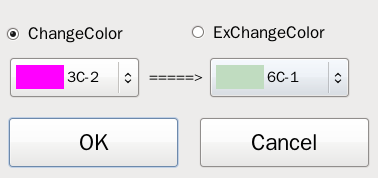 ChangeColor ExChangeColor
3C-2 =====> 6C-1
OK Cancel